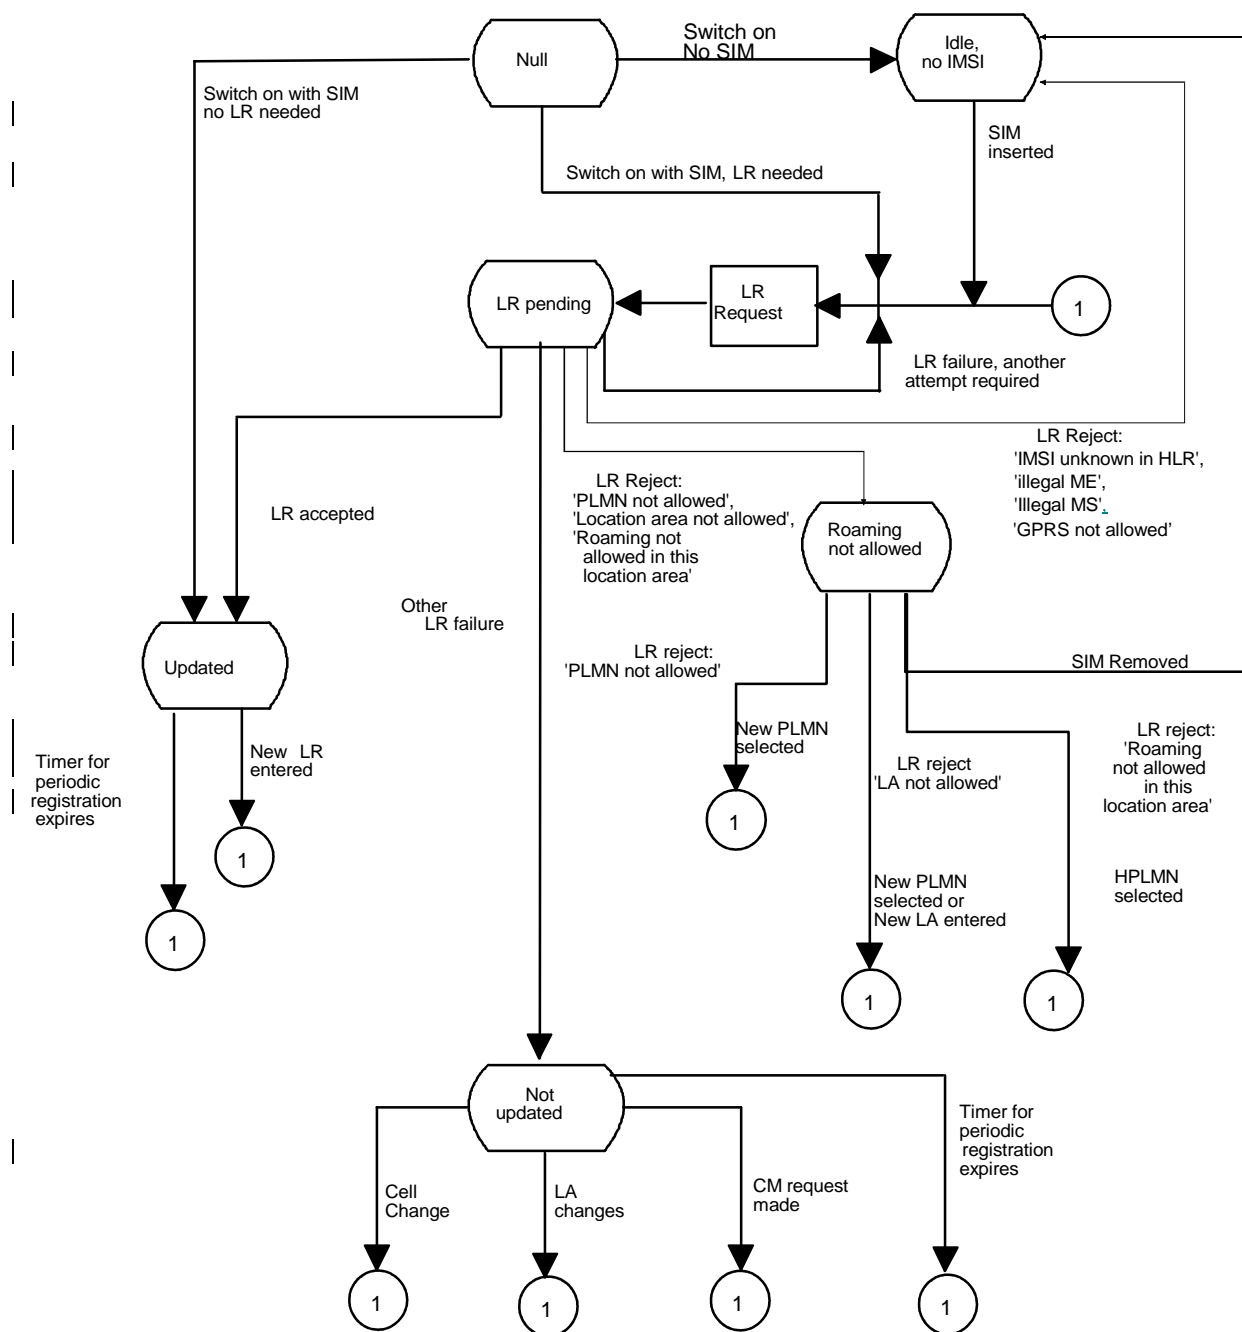 Switch on
No SIM
Null
Idle,
no IMSI
Switch on with SIM
no LR needed
SIM
inserted
Switch on with SIM, LR needed
LR pending
LR
Request
1
LR failure, another
attempt required
LR Reject:
'IMSI unknown in HLR',
'illegal ME',
'Illegal MS'.
'GPRS not allowed’
LR Reject:
'PLMN not allowed',
'Location area not allowed',
'Roaming not
allowed in this
location area'
LR accepted
Roaming
not allowed
Other
LR failure
Updated
LR reject:
'PLMN not allowed'
SIM Removed
New PLMN
selected
LR reject
'LA not allowed'
LR reject:
'Roaming
not allowed
in this
location area'
Timer for
periodic
registration
expires
New LR
entered
1
1
1
New PLMN
selected or
New LA entered
HPLMN
selected
1
1
Not
updated
Timer for
periodic
registration
expires
Cell
Change
LA
changes
CM request
made
1
1
1
1